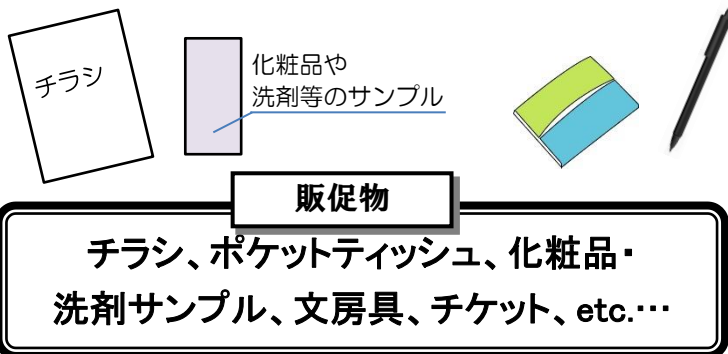 チラシ
化粧品や
洗剤等のサンプル
販促物
チラシ、ポケットティッシュ、化粧品・
洗剤サンプル、文房具、チケット、etc.…